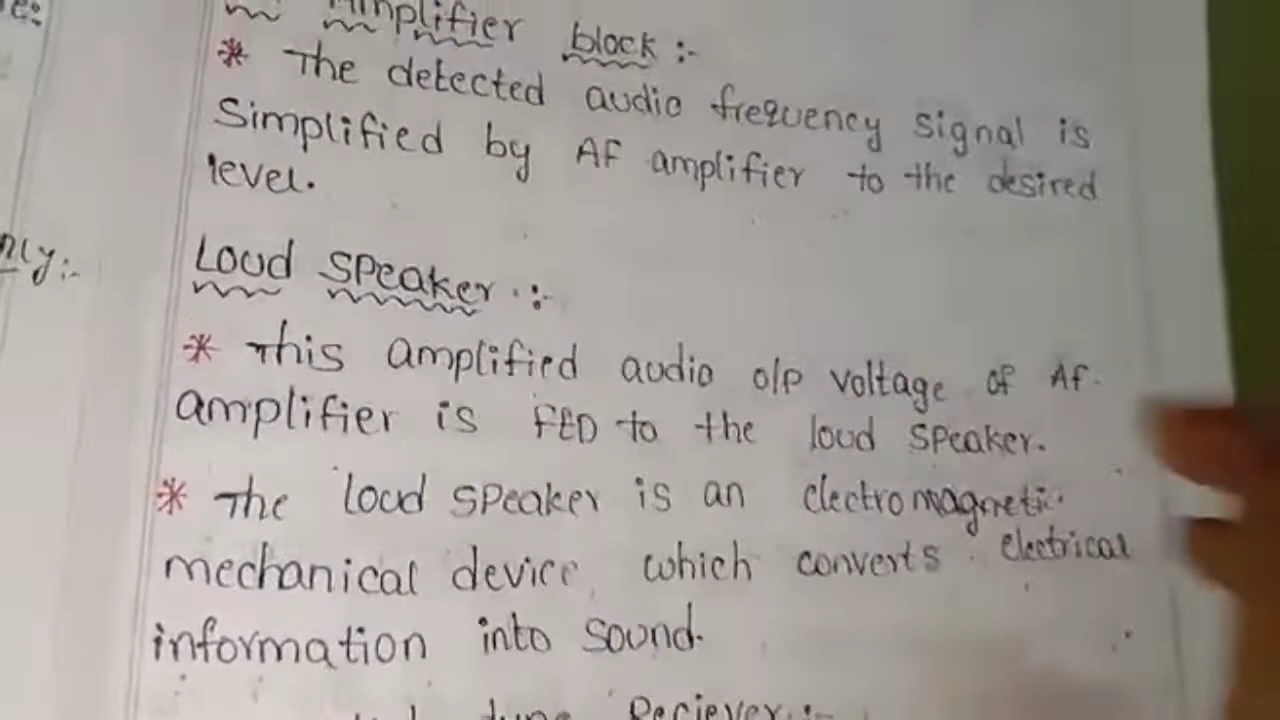 e:
Amplifier block :-
* The detected audio frequency signal is
Simplified by AF amplifier to the desired
level.
nly:-
Loud Speaker :-
* This amplified audio o/p voltage of AF.
amplifier is FED to the loud speaker.
* The loud speaker is an electromagnetic
mechanical device, which converts electrical
information into sound.
Reciever :-